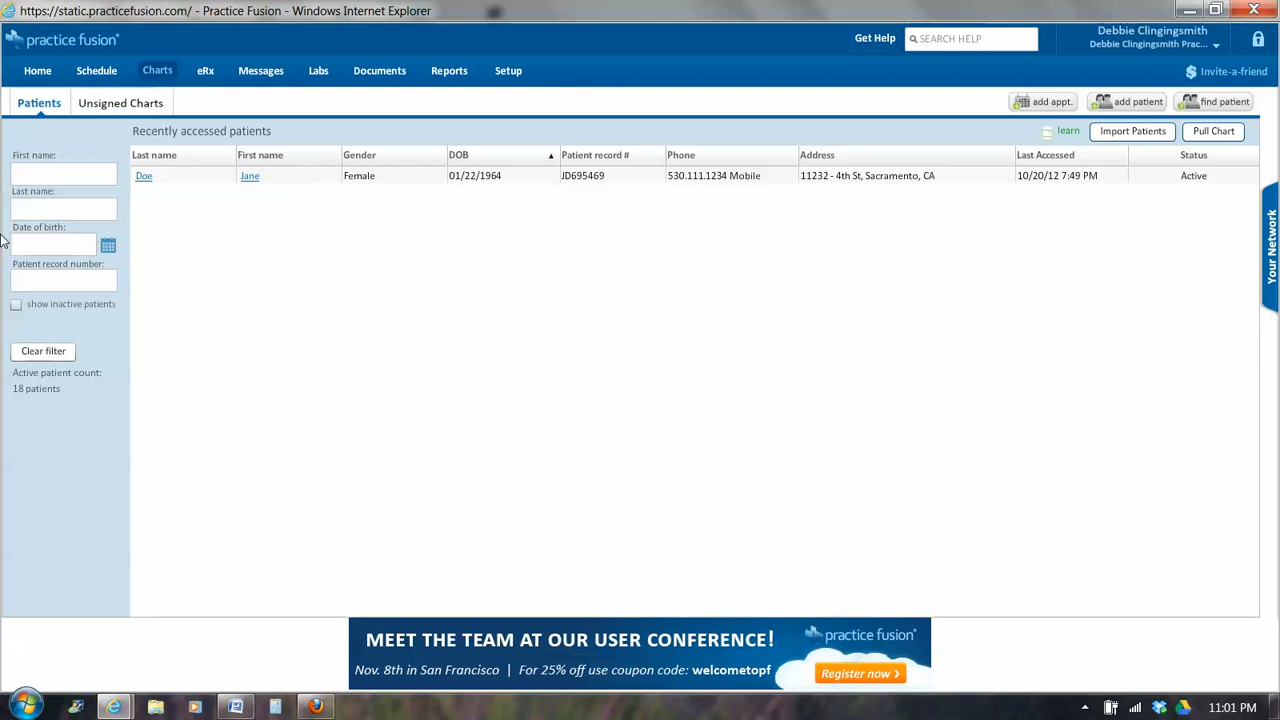 https://static.practicefusion.com/ - Practice Fusion - Windows Internet Explorer
practice fusion
Get Help
SEARCH HELP
Debbie Clingingsmith
Debbie Clingingsmith Prac...
Home Schedule Charts eRx Messages Labs Documents Reports Setup
Invite-a-friend
Patients Unsigned Charts
add appt. add patient find patient
Recently accessed patients
learn Import Patients Pull Chart
First name:
Last name First name Gender DOB Patient record # Phone Address Last Accessed Status
Doe Jane Female 01/22/1964 JD695469 530.111.1234 Mobile 11232 - 4th St, Sacramento, CA 10/20/12 7:49 PM Active
Last name:
Date of birth:
Patient record number:
show inactive patients
Clear filter
Active patient count:
18 patients
Your Network
MEET THE TEAM AT OUR USER CONFERENCE!
Nov. 8th in San Francisco | For 25% off use coupon code: welcometopf
practice fusion
Register now >
11:01 PM